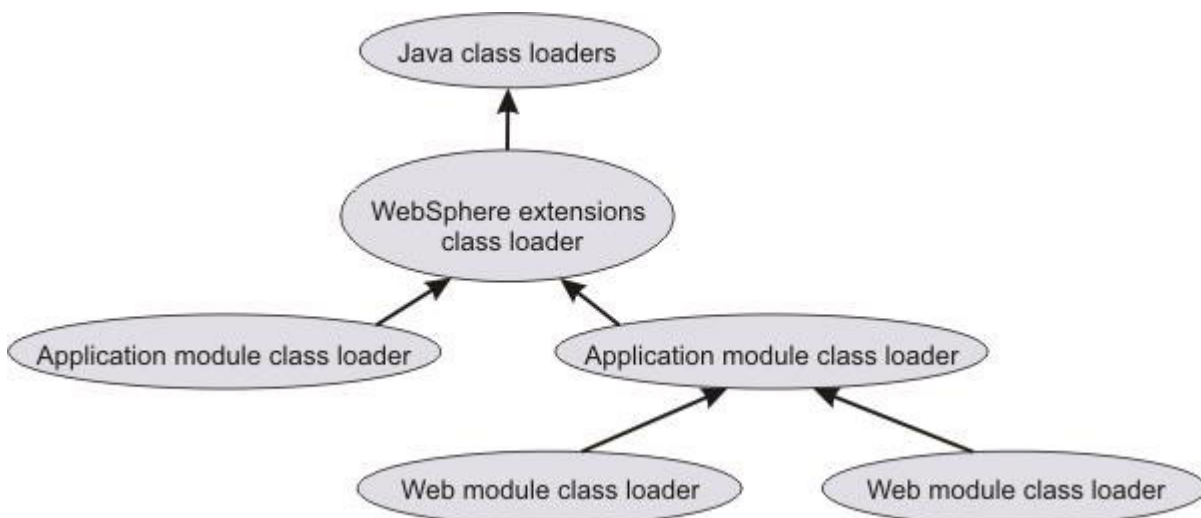 Java class loaders
WebSphere extensions
class loader
Application module class loader
Application module class loader
Web module class loader
Web module class loader